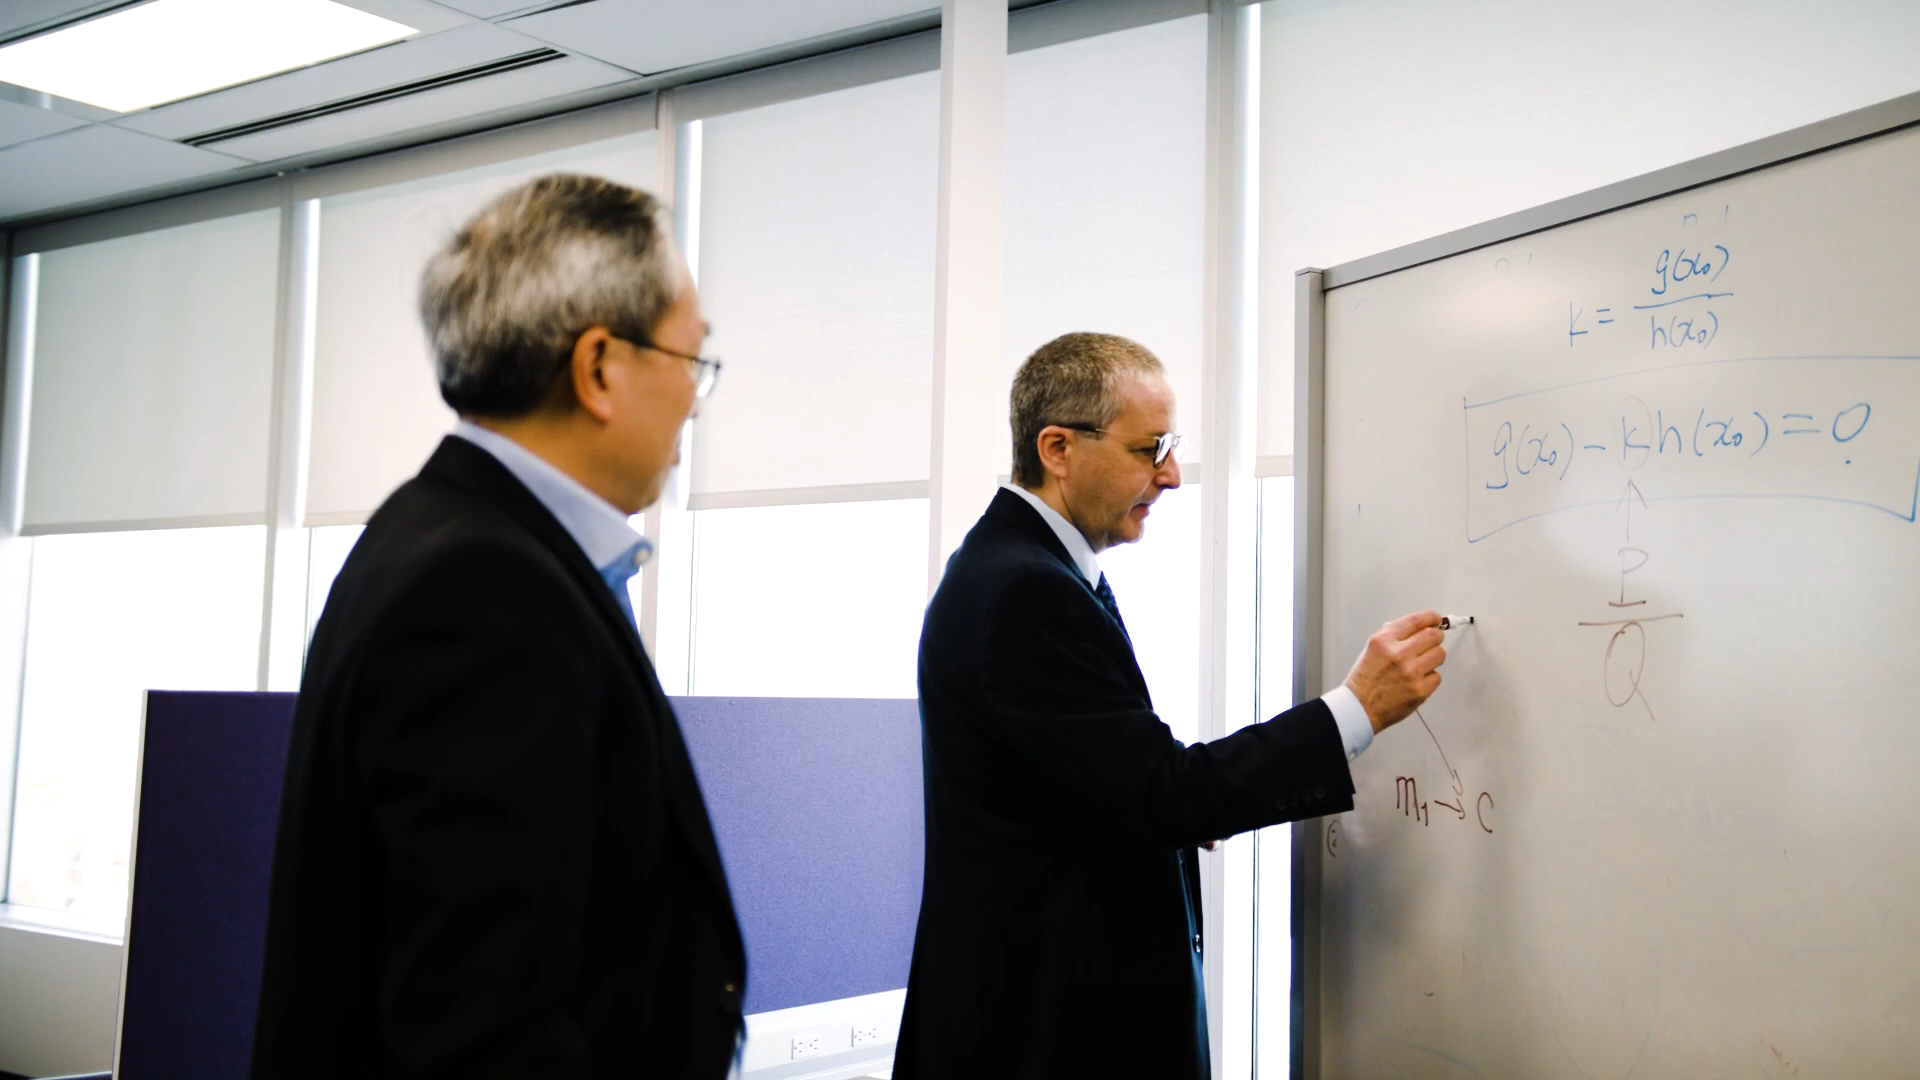 k = g(x₀) / h(x₀)
g(x₀) - k h(x₀) = 0
P
Q
m₁ → C